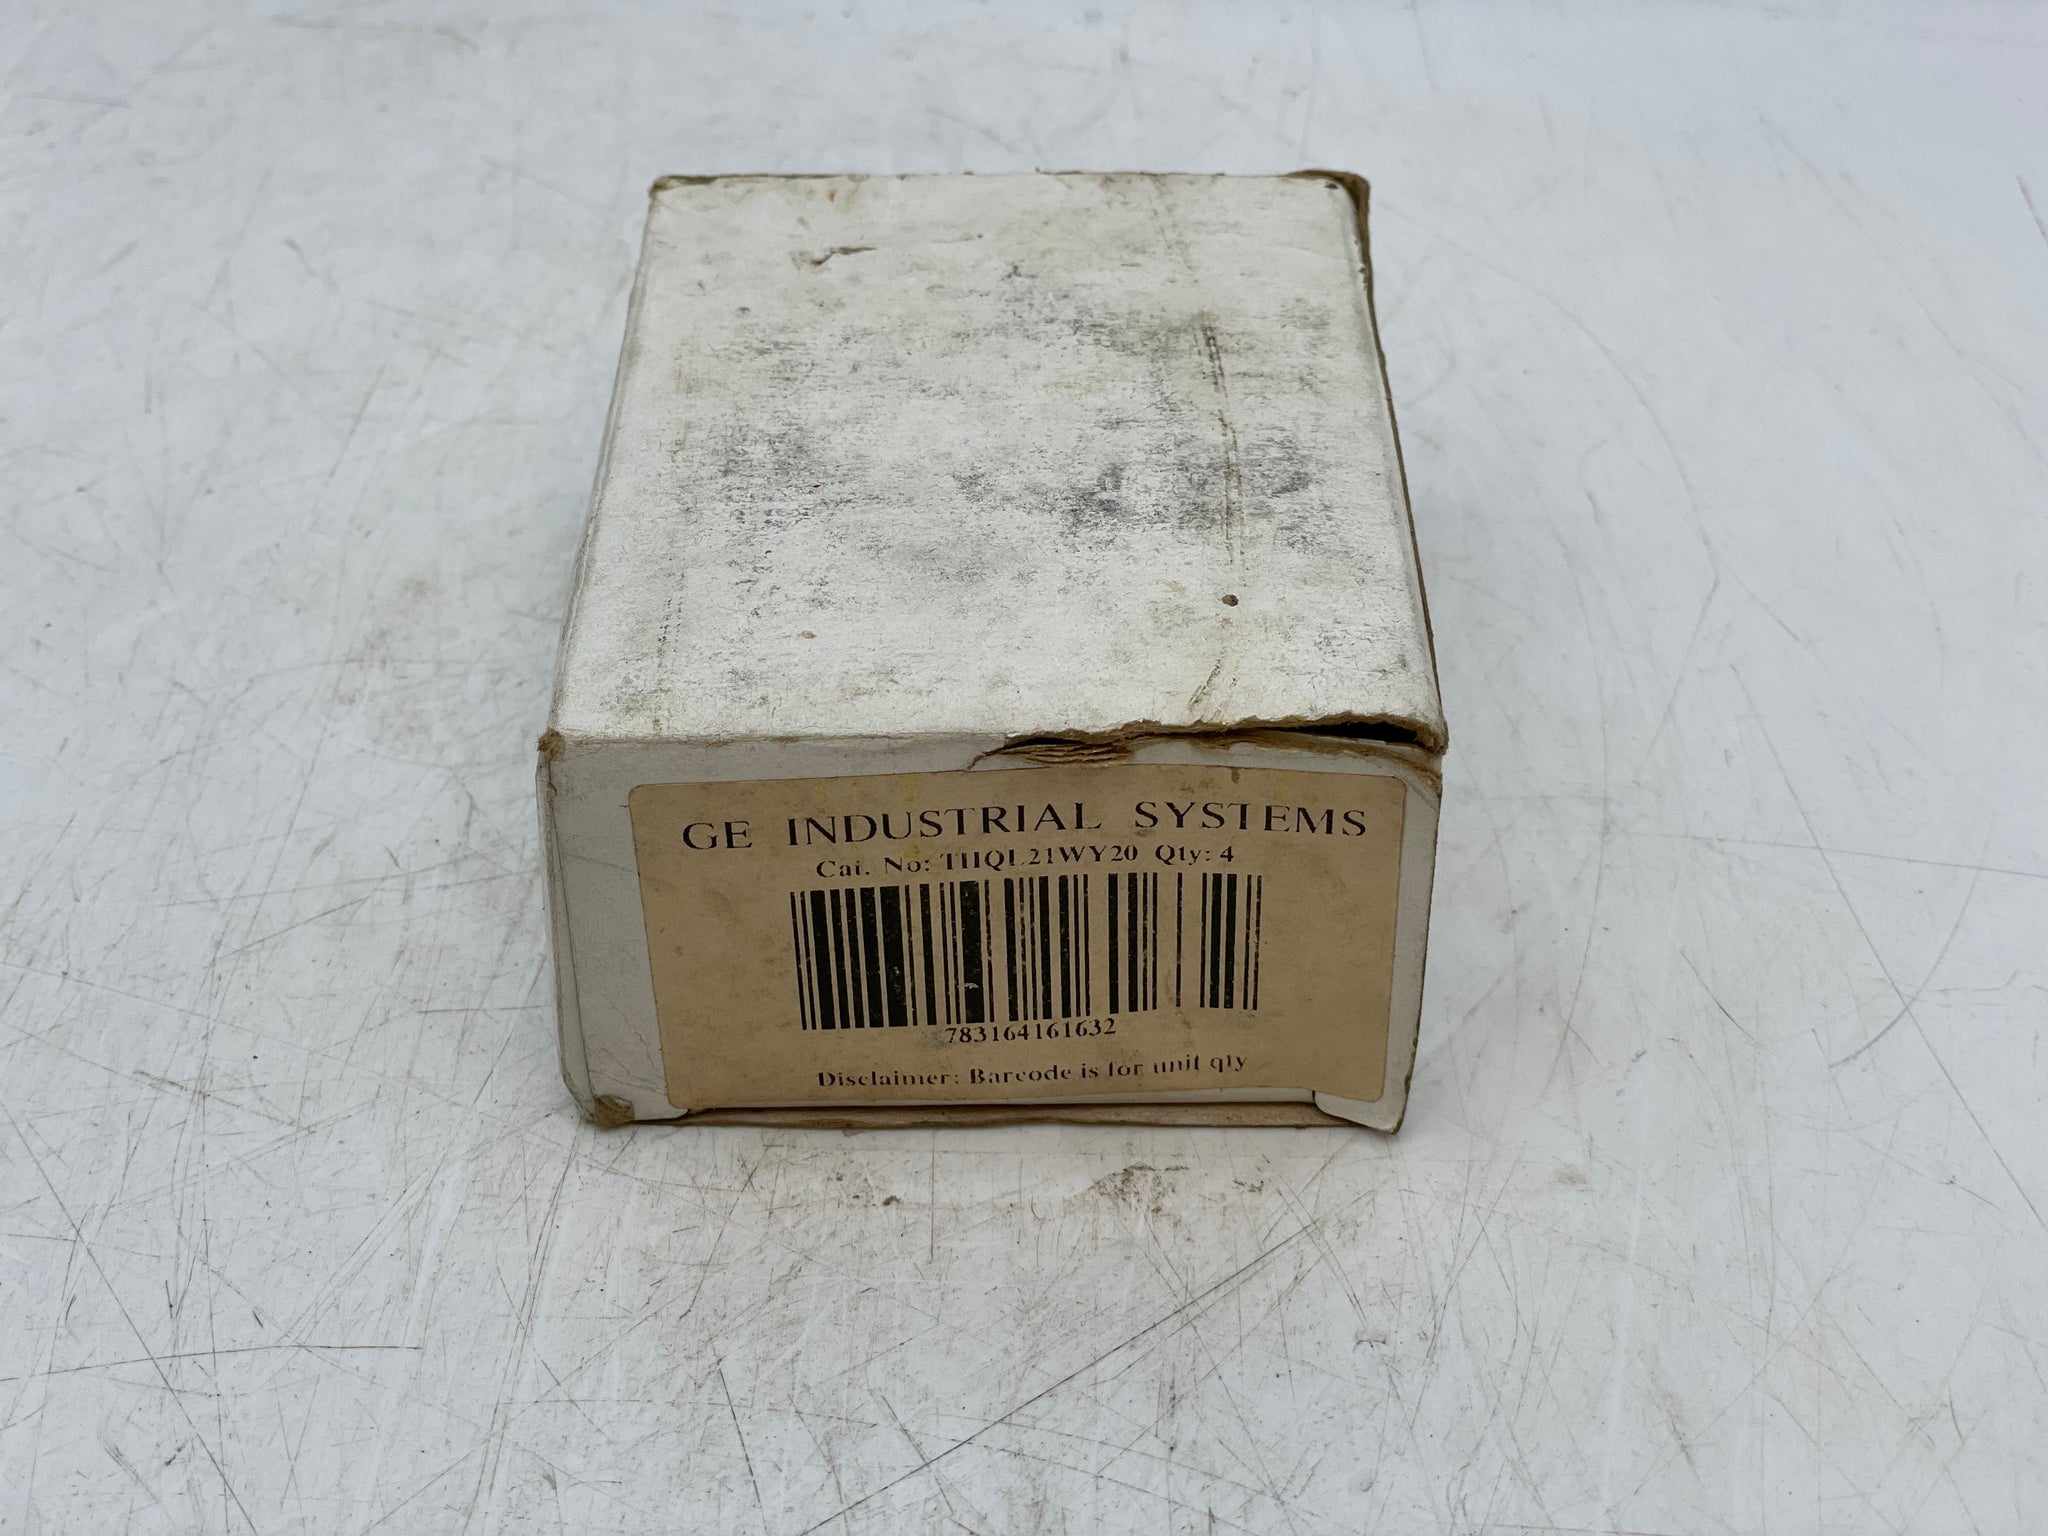 GE INDUSTRIAL SYSTEMS
Cat. No: THQL21WY20 Qty: 4
783164161632
Disclaimer: Barcode is for unit qty